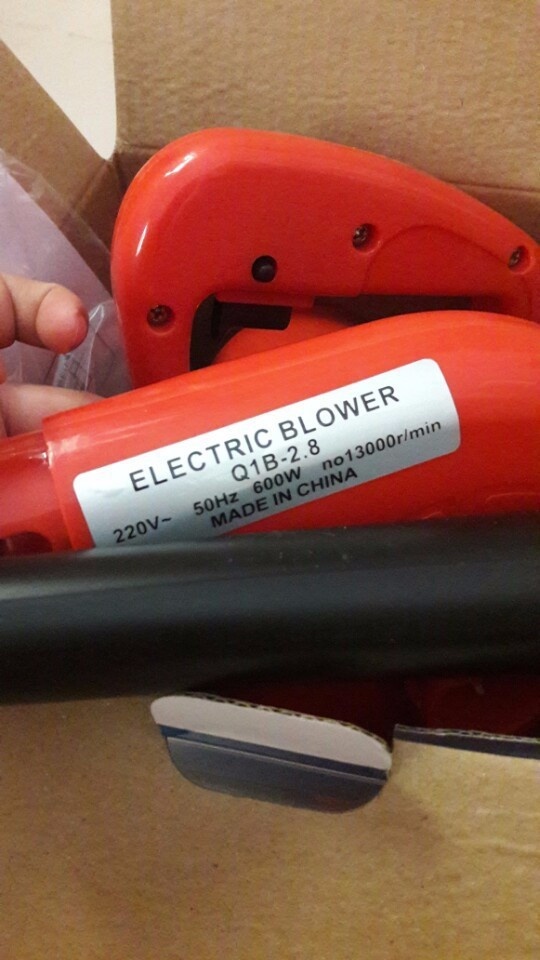 ELECTRIC BLOWER
Q1B-2.8
220V~ 50Hz 600W no13000r/min
MADE IN CHINA